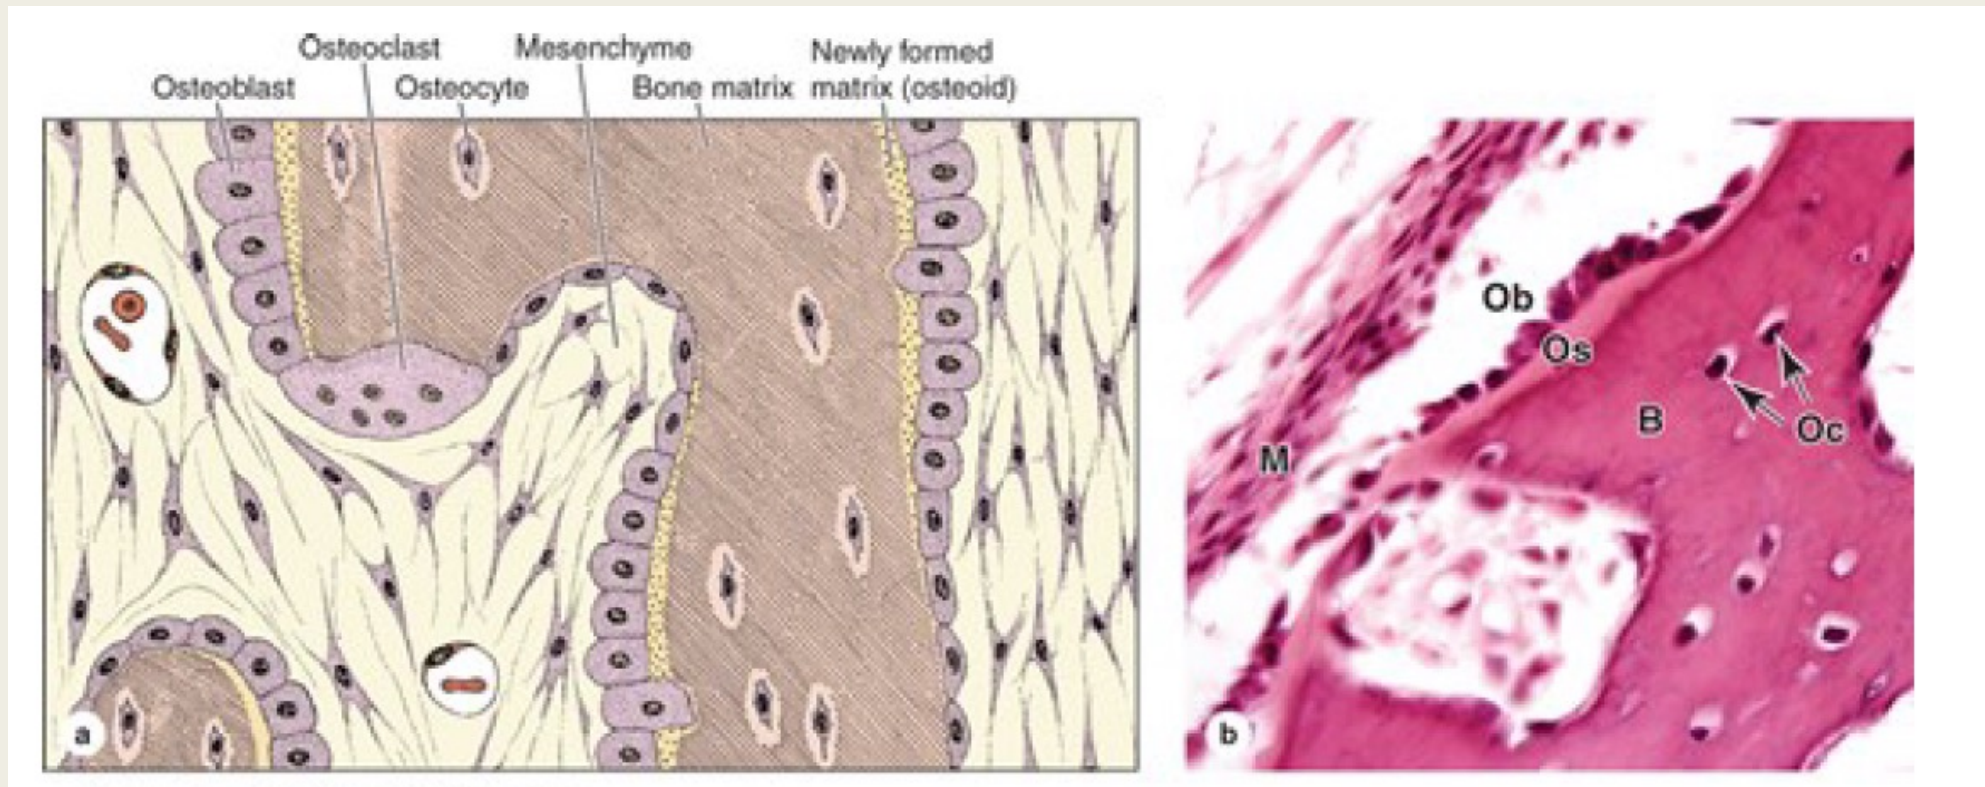 Osteoclast Mesenchyme Newly formed
Osteoblast Osteocyte Bone matrix matrix (osteoid)
Ob
Os
B
Oc
M
a
b